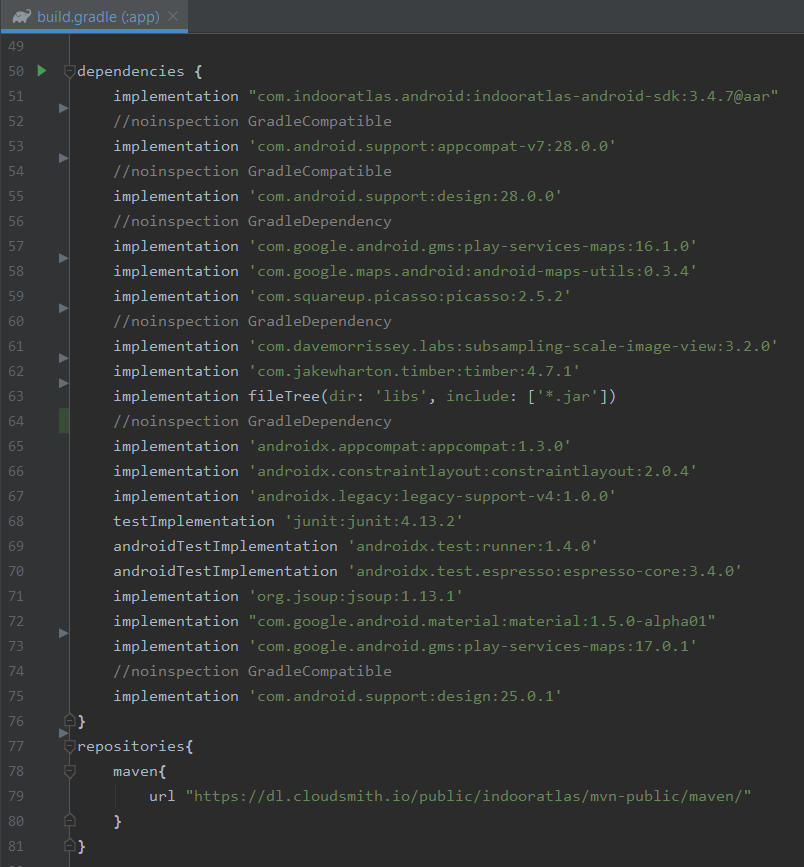 build.gradle (:app)
49
50 dependencies {
51 implementation "com.indooratlas.android:indooratlas-android-sdk:3.4.7@aar"
52 //noinspection GradleCompatible
53 implementation 'com.android.support:appcompat-v7:28.0.0'
54 //noinspection GradleCompatible
55 implementation 'com.android.support:design:28.0.0'
56 //noinspection GradleDependency
57 implementation 'com.google.android.gms:play-services-maps:16.1.0'
58 implementation 'com.google.maps.android:android-maps-utils:0.3.4'
59 implementation 'com.squareup.picasso:picasso:2.5.2'
60 //noinspection GradleDependency
61 implementation 'com.davemorrissey.labs:subsampling-scale-image-view:3.2.0'
62 implementation 'com.jakewharton.timber:timber:4.7.1'
63 implementation fileTree(dir: 'libs', include: ['*.jar'])
64 //noinspection GradleDependency
65 implementation 'androidx.appcompat:appcompat:1.3.0'
66 implementation 'androidx.constraintlayout:constraintlayout:2.0.4'
67 implementation 'androidx.legacy:legacy-support-v4:1.0.0'
68 testImplementation 'junit:junit:4.13.2'
69 androidTestImplementation 'androidx.test:runner:1.4.0'
70 androidTestImplementation 'androidx.test.espresso:espresso-core:3.4.0'
71 implementation 'org.jsoup:jsoup:1.13.1'
72 implementation "com.google.android.material:material:1.5.0-alpha01"
73 implementation 'com.google.android.gms:play-services-maps:17.0.1'
74 //noinspection GradleCompatible
75 implementation 'com.android.support:design:25.0.1'
76 }
77 repositories{
78 maven{
79 url "https://dl.cloudsmith.io/public/indooratlas/mvn-public/maven/"
80 }
81 }